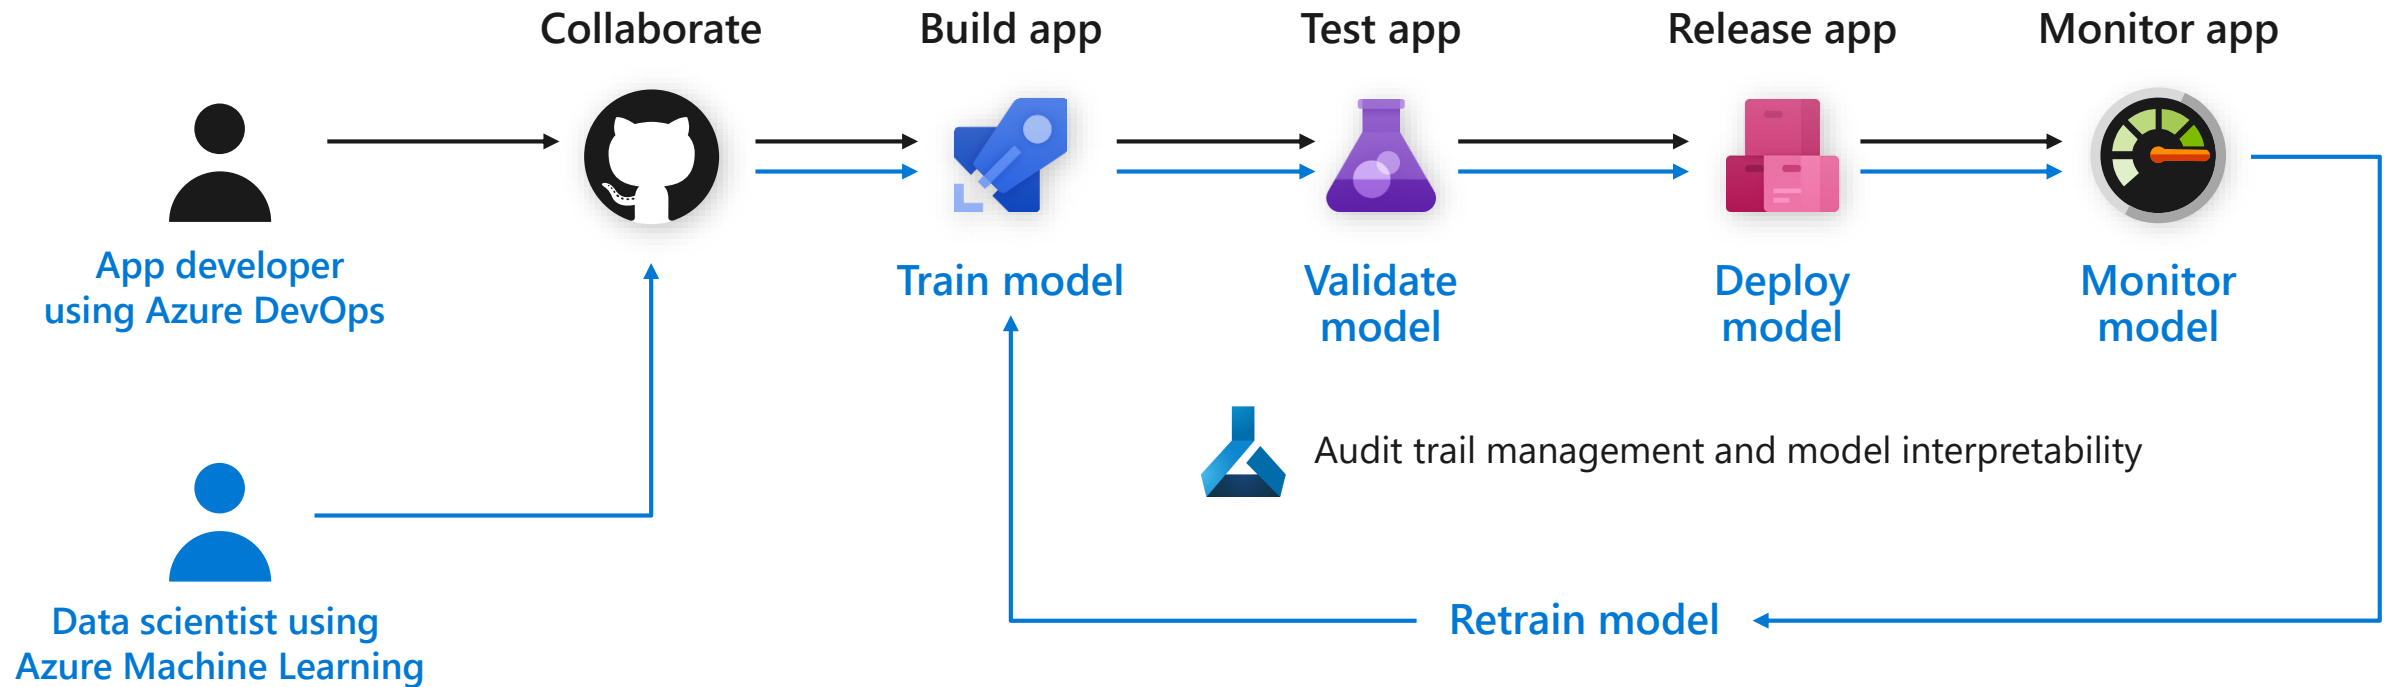 Collaborate
Build app
Test app
Release app
Monitor app
App developer
using Azure DevOps
Train model
Validate
model
Deploy
model
Monitor
model
Audit trail management and model interpretability
Retrain model
Data scientist using
Azure Machine Learning